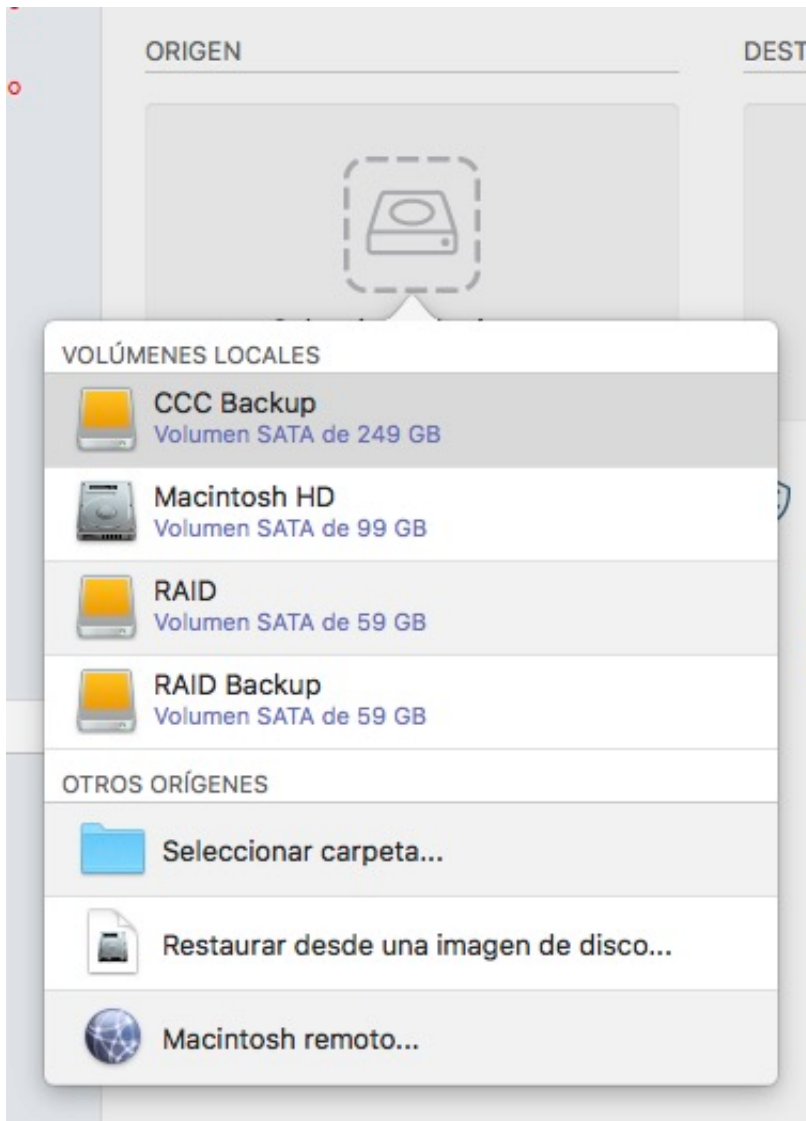 ORIGEN
DEST
VOLÚMENES LOCALES
CCC Backup
Volumen SATA de 249 GB
Macintosh HD
Volumen SATA de 99 GB
RAID
Volumen SATA de 59 GB
RAID Backup
Volumen SATA de 59 GB
OTROS ORÍGENES
Seleccionar carpeta...
Restaurar desde una imagen de disco...
Macintosh remoto...